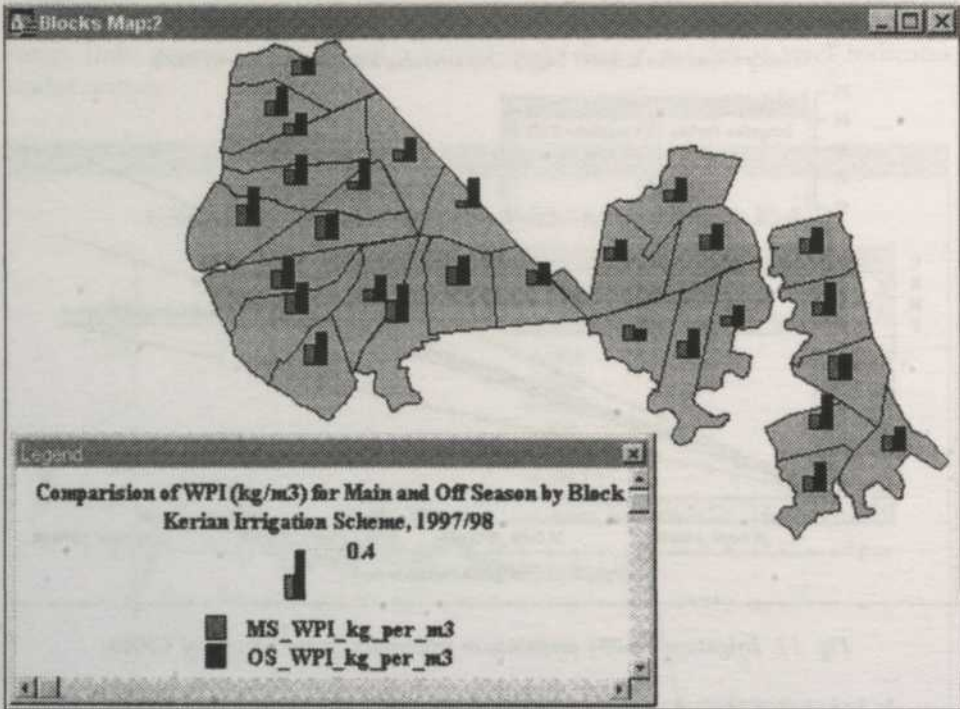 Blocks Map:2
Legend
Comparision of WPI (kg/m3) for Main and Off Season by Block
Kerian Irrigation Scheme, 1997/98
0.4
MS_WPI_kg_per_m3
OS_WPI_kg_per_m3